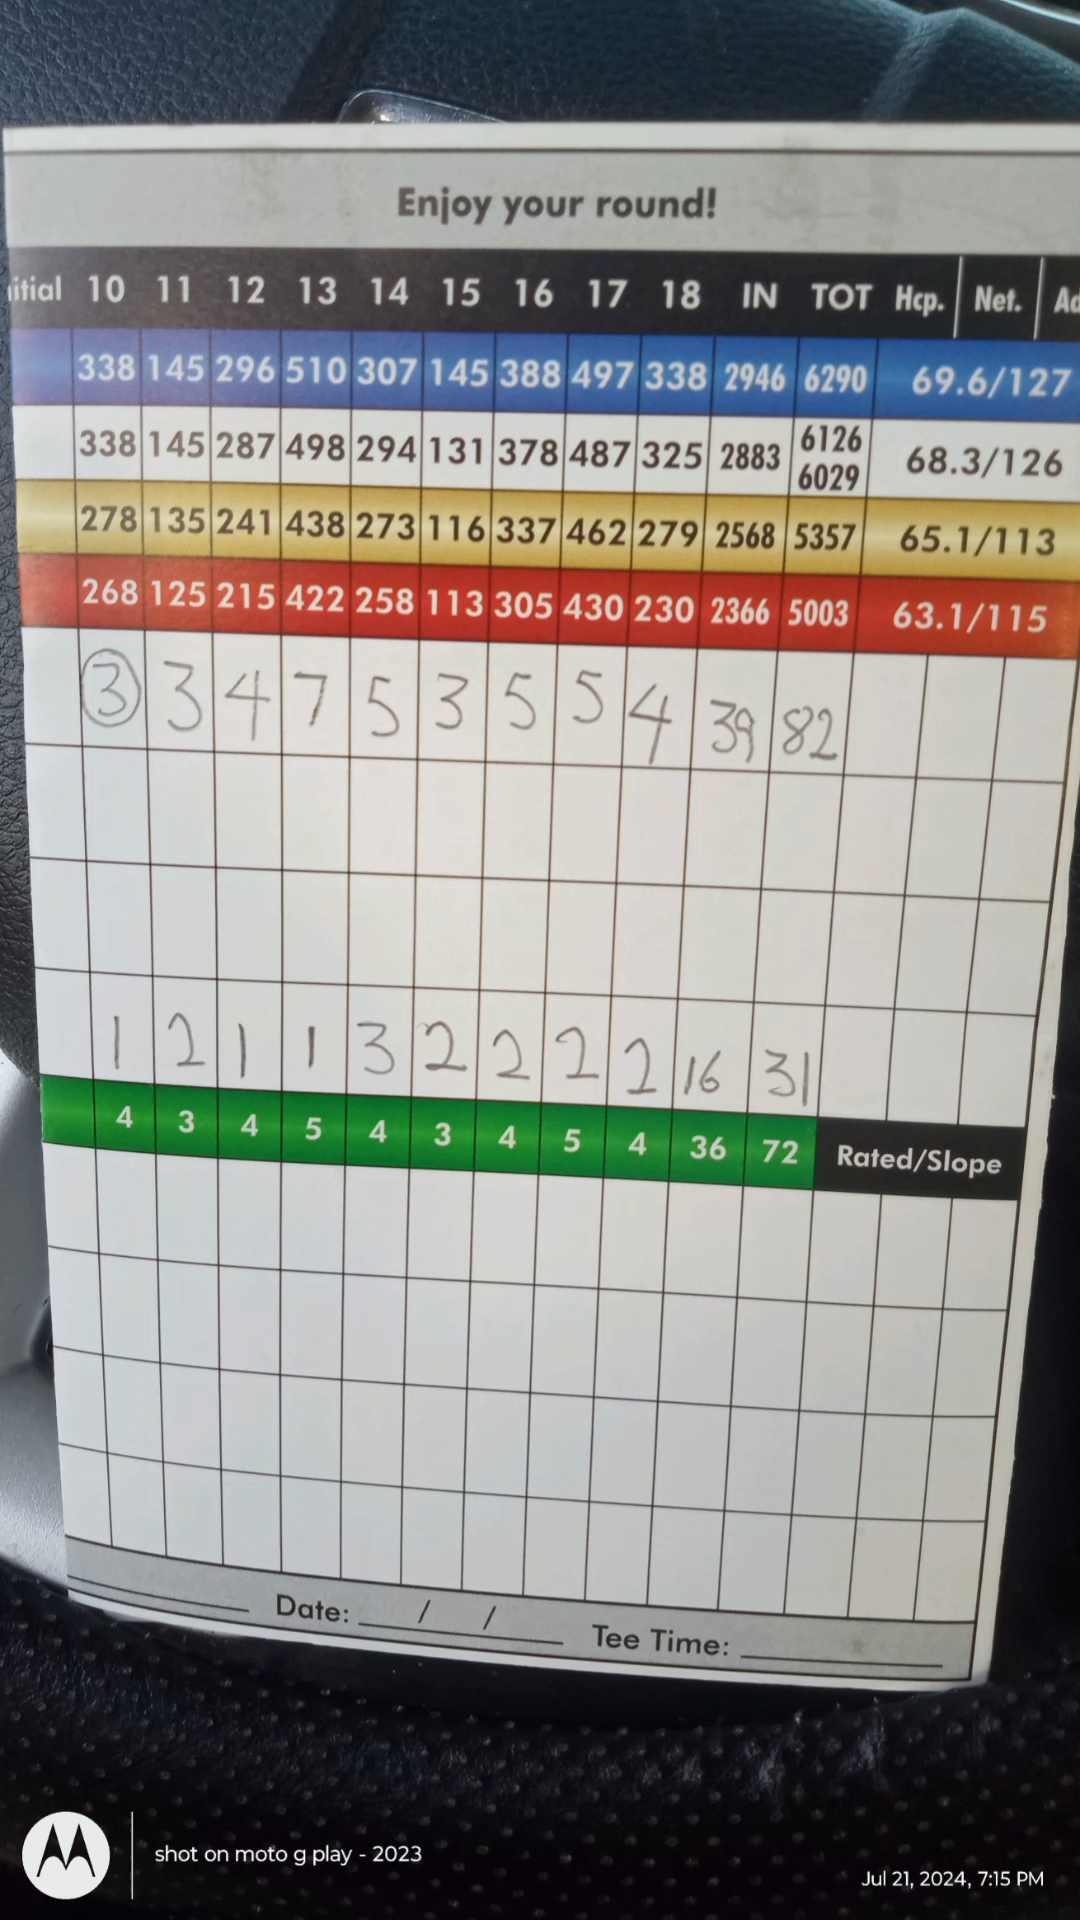 Enjoy your round!
itial 10 11 12 13 14 15 16 17 18 IN TOT Hcp. Net.
338 145 296 510 307 145 388 497 338 2946 6290 69.6/127
338 145 287 498 294 131 378 487 325 2883 6126 6029 68.3/126
278 135 241 438 273 116 337 462 279 2568 5357 65.1/113
268 125 215 422 258 113 305 430 230 2366 5003 63.1/115
3 3 4 7 5 3 5 5 4 39 82
1 2 1 1 3 2 2 2 2 16 31
4 3 4 5 4 3 4 5 4 36 72 Rated/Slope
Date: / / Tee Time:
shot on moto g play - 2023
Jul 21, 2024, 7:15 PM